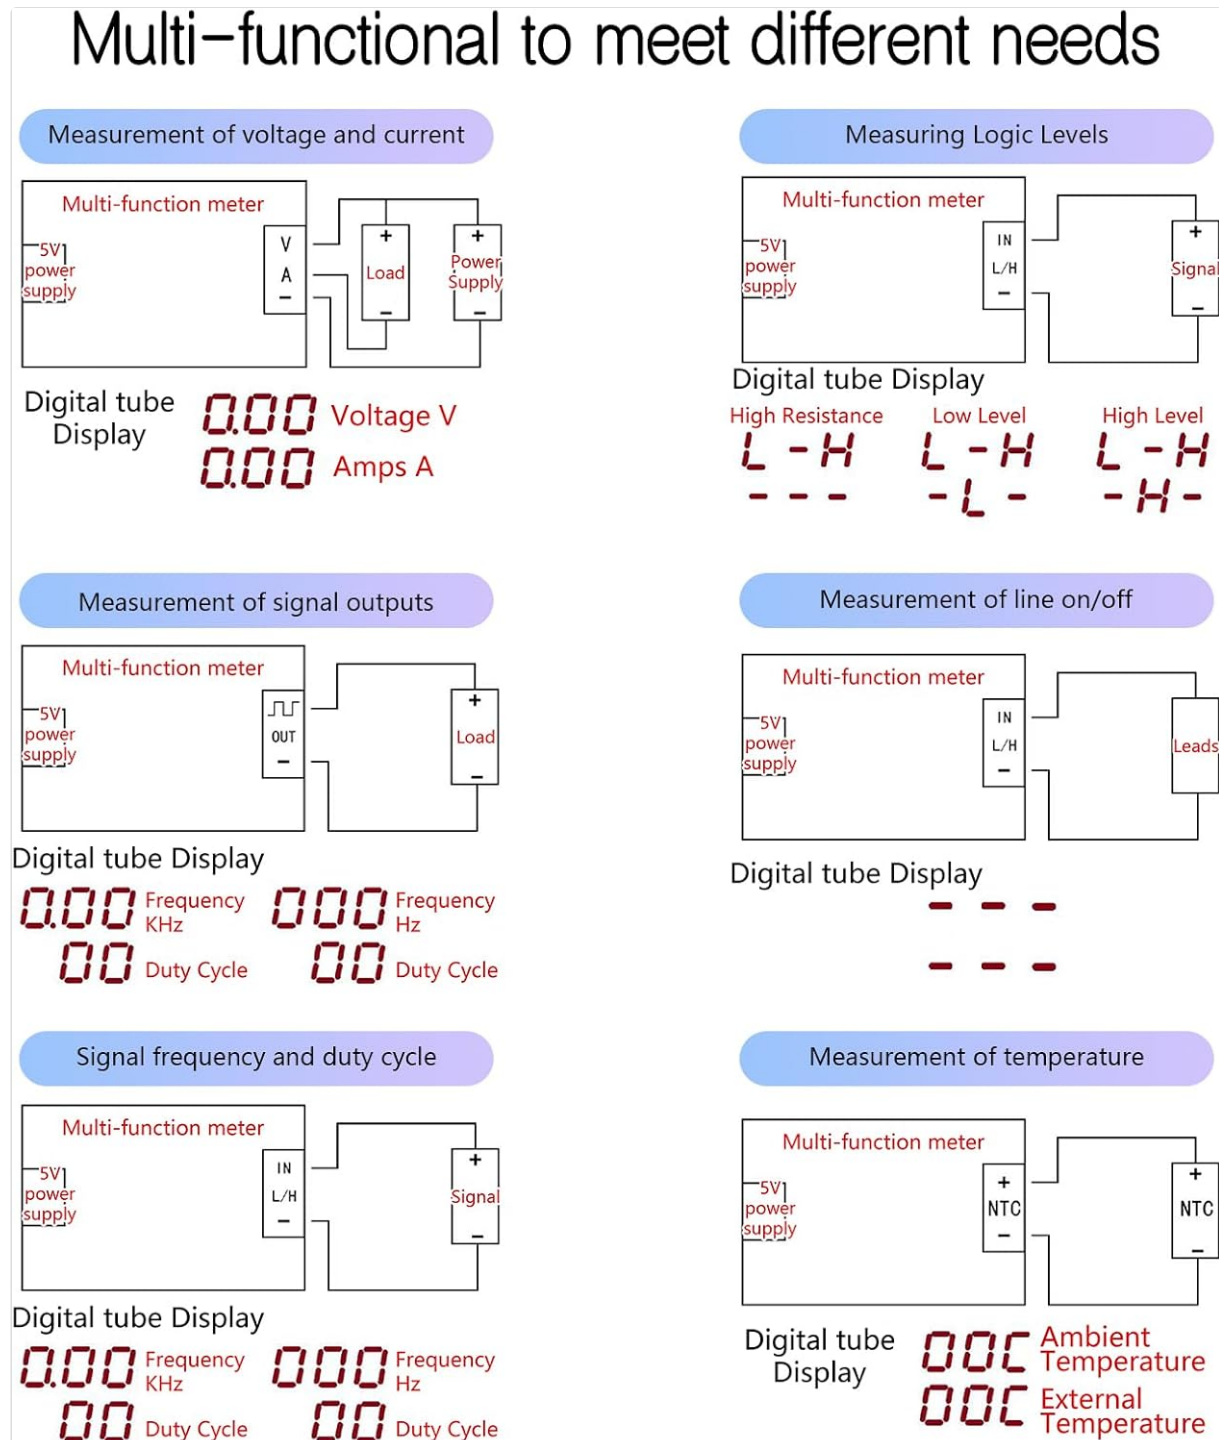 Multi-functional to meet different needs
Measurement of voltage and current
Multi-function meter
5V
power
supply
V
A
−
+
Load
−
+
Power
Supply
−
Digital tube
Display
0.00 Voltage V
0.00 Amps A
Measuring Logic Levels
Multi-function meter
5V
power
supply
IN
L/H
−
+
Signal
−
Digital tube Display
High Resistance Low Level High Level
L-H L-H L-H
--- -L- -H-
Measurement of signal outputs
Multi-function meter
5V
power
supply
OUT
−
+
Load
−
Digital tube Display
0.00 Frequency KHz 000 Frequency Hz
00 Duty Cycle 00 Duty Cycle
Measurement of line on/off
Multi-function meter
5V
power
supply
IN
L/H
−
Leads
Digital tube Display
- - -
- - -
Signal frequency and duty cycle
Multi-function meter
5V
power
supply
IN
L/H
−
+
Signal
−
Digital tube Display
0.00 Frequency KHz 000 Frequency Hz
00 Duty Cycle 00 Duty Cycle
Measurement of temperature
Multi-function meter
5V
power
supply
+
NTC
−
+
NTC
−
Digital tube
Display
00C Ambient Temperature
00C External Temperature